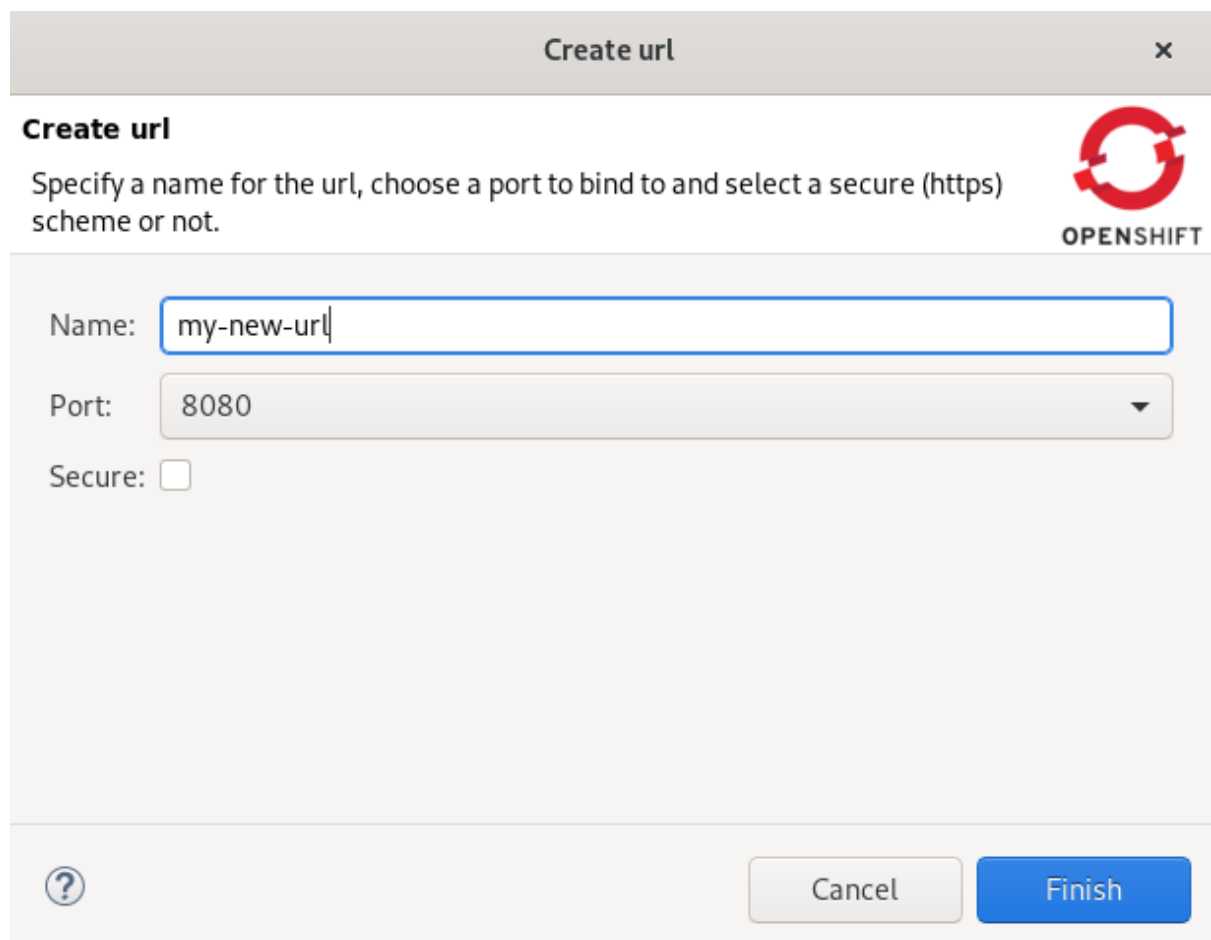 Create url
Create url
Specify a name for the url, choose a port to bind to and select a secure (https)
scheme or not.
OPENSHIFT
Name: my-new-url
Port: 8080
Secure:
Cancel Finish